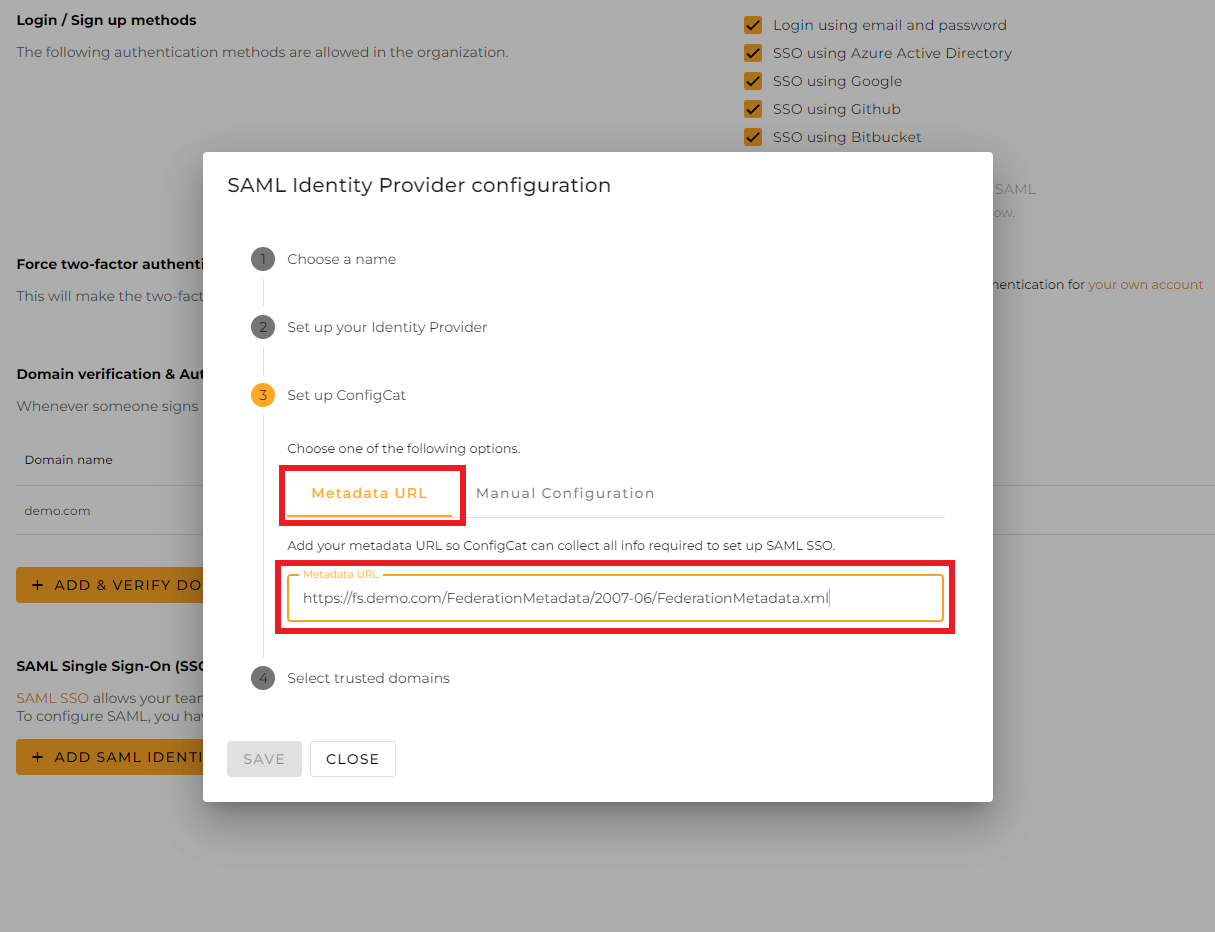 Login / Sign up methods
The following authentication methods are allowed in the organization.
Login using email and password
SSO using Azure Active Directory
SSO using Google
SSO using Github
SSO using Bitbucket
SAML
SAML Identity Provider configuration
1 Choose a name
2 Set up your Identity Provider
3 Set up ConfigCat
Choose one of the following options.
Metadata URL Manual Configuration
Add your metadata URL so ConfigCat can collect all info required to set up SAML SSO.
Metadata URL
https://fs.demo.com/FederationMetadata/2007-06/FederationMetadata.xml
4 Select trusted domains
SAVE CLOSE
Force two-factor authenti
This will make the two-fact
hentication for your own account
Domain verification & Aut
Whenever someone signs
Domain name
demo.com
+ ADD & VERIFY DO
SAML Single Sign-On (SSO
SAML SSO allows your tean
To configure SAML, you hav
+ ADD SAML IDENTI